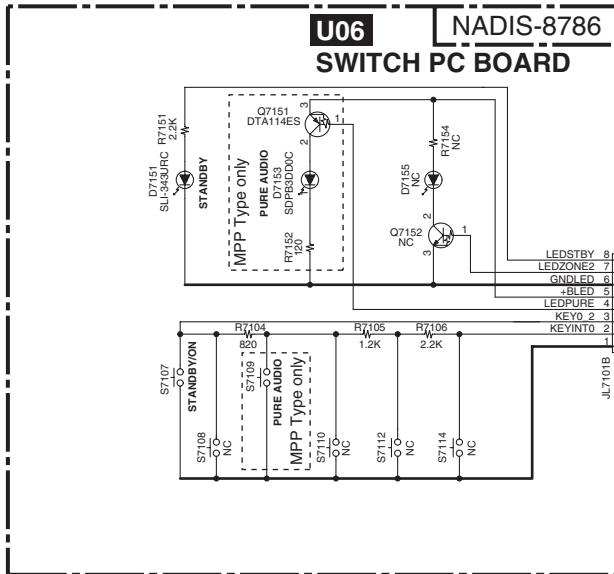 U06
NADIS-8786
SWITCH PC BOARD
R7151
2.2K
D7151
SLI-343URC
STANDBY
MPP Type only
PURE AUDIO
Q7151
DTA114ES
3
1
2
D7153
SDPB3DD0C
R7152
120
R7154
NC
D7155
NC
2
Q7152
NC
1
3
LEDSTBY 8
LEDZONE2 7
GNDLED 6
+BLED 5
LEDPURE 4
KEY0_2 3
KEYINT0 2
1
JL7101B
S7107
STANDBY/ON
R7104
820
R7105
1.2K
R7106
2.2K
S7109
PURE AUDIO
MPP Type only
S7108
NC
S7110
NC
S7112
NC
S7114
NC